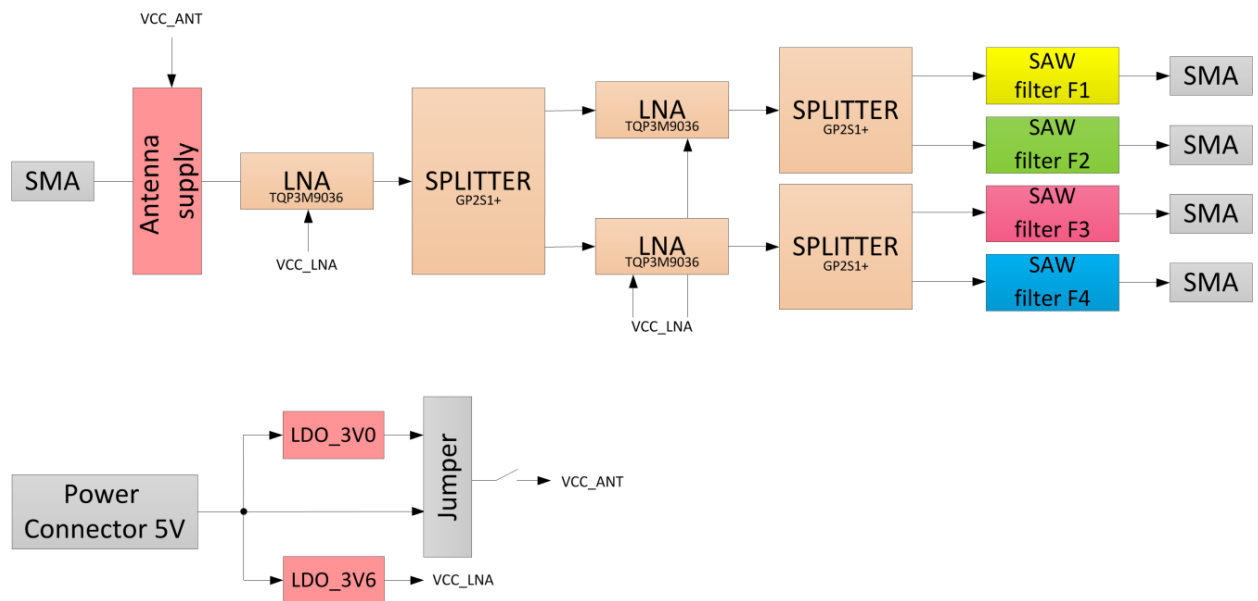 VCC_ANT
SMA
Antenna
supply
LNA
TQP3M9036
VCC_LNA
SPLITTER
GP2S1+
LNA
TQP3M9036
LNA
TQP3M9036
VCC_LNA
SPLITTER
GP2S1+
SPLITTER
GP2S1+
SAW
filter F1
SMA
SAW
filter F2
SMA
SAW
filter F3
SMA
SAW
filter F4
SMA
Power
Connector 5V
LDO_3V0
LDO_3V6
VCC_LNA
Jumper
VCC_ANT